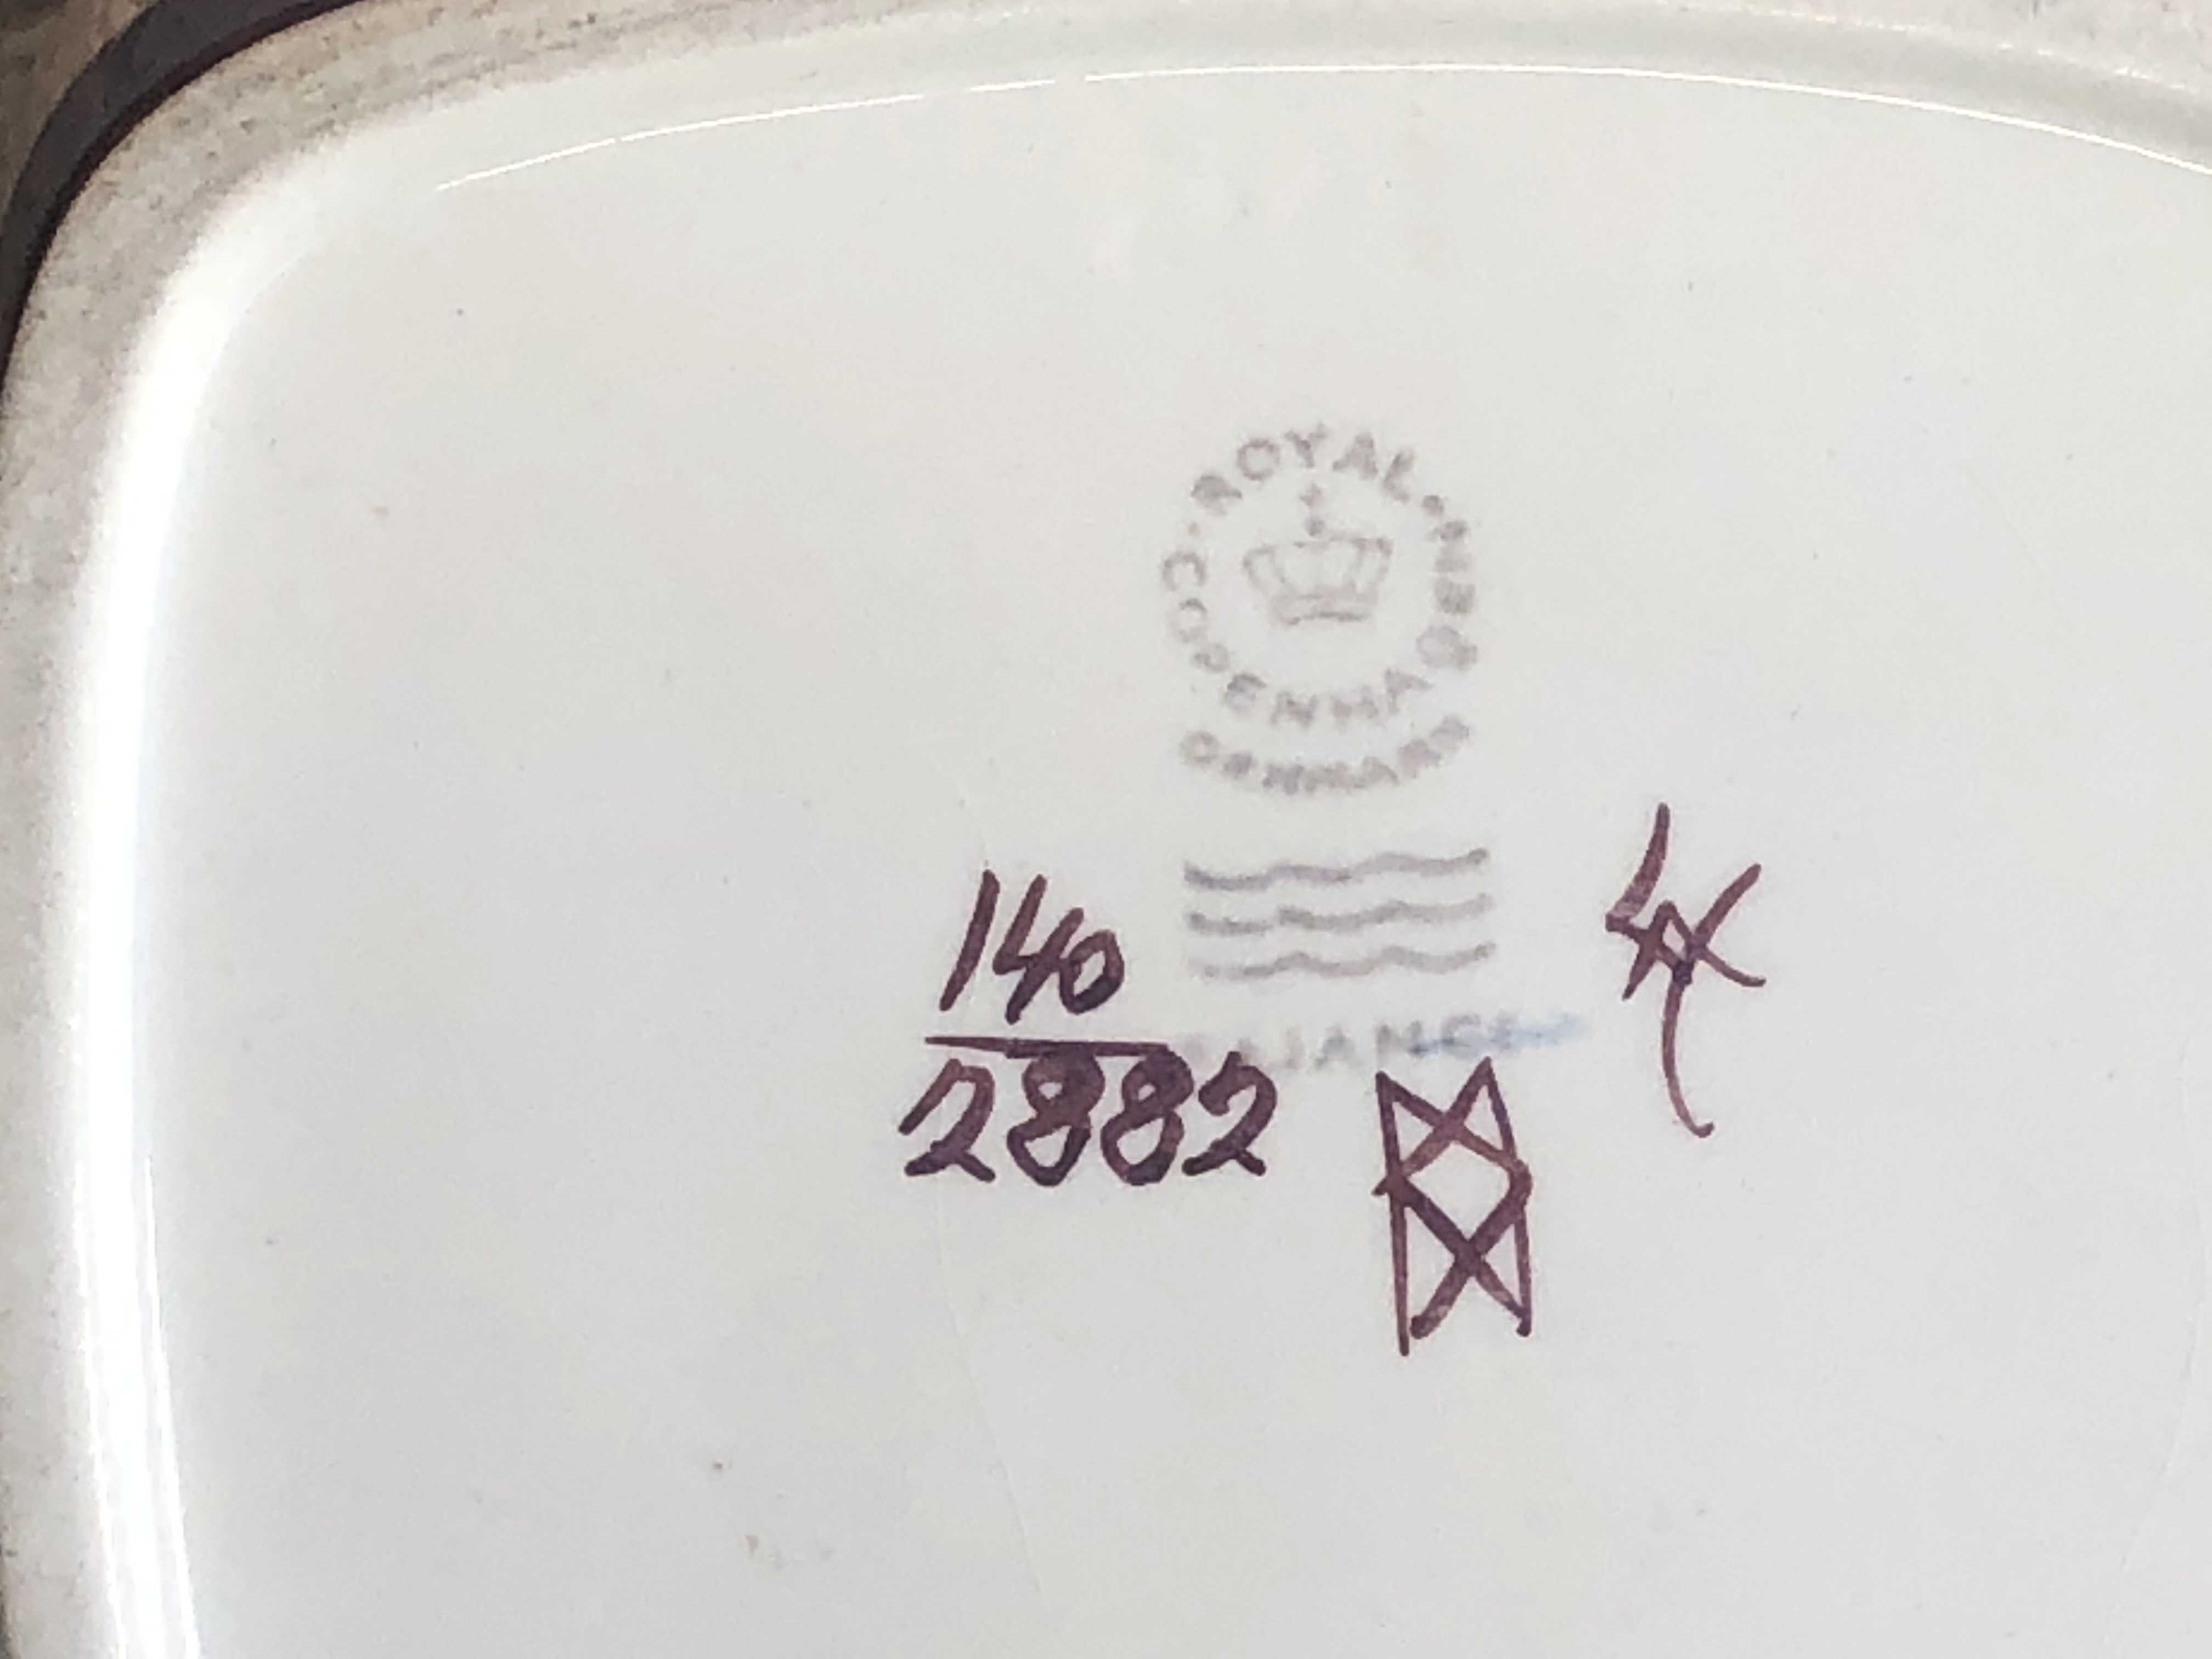 ROYAL
COPENHAGEN
DENMARK
FAJANCE
140
2882